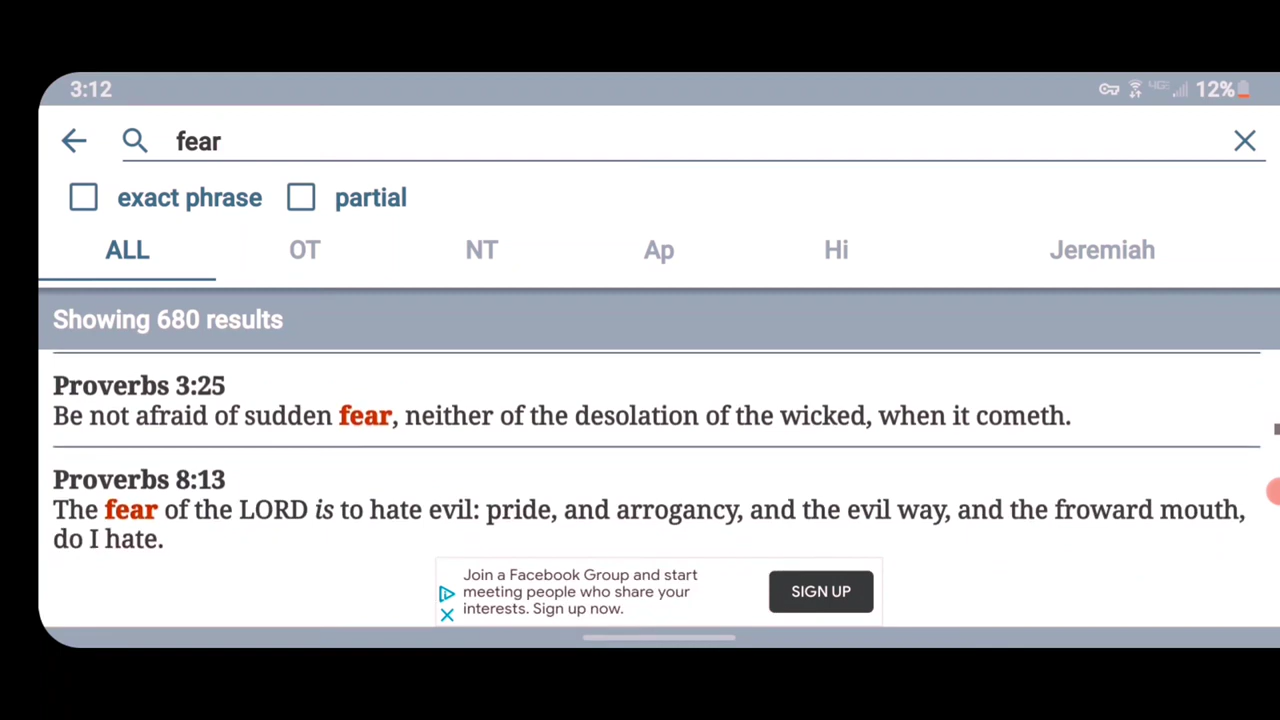 3:12
12%
fear
exact phrase
partial
ALL
OT
NT
Ap
Hi
Jeremiah
Showing 680 results
Proverbs 3:25
Be not afraid of sudden fear, neither of the desolation of the wicked, when it cometh.
Proverbs 8:13
The fear of the LORD is to hate evil: pride, and arrogancy, and the evil way, and the froward mouth,
do I hate.
Join a Facebook Group and start
meeting people who share your
interests. Sign up now.
SIGN UP